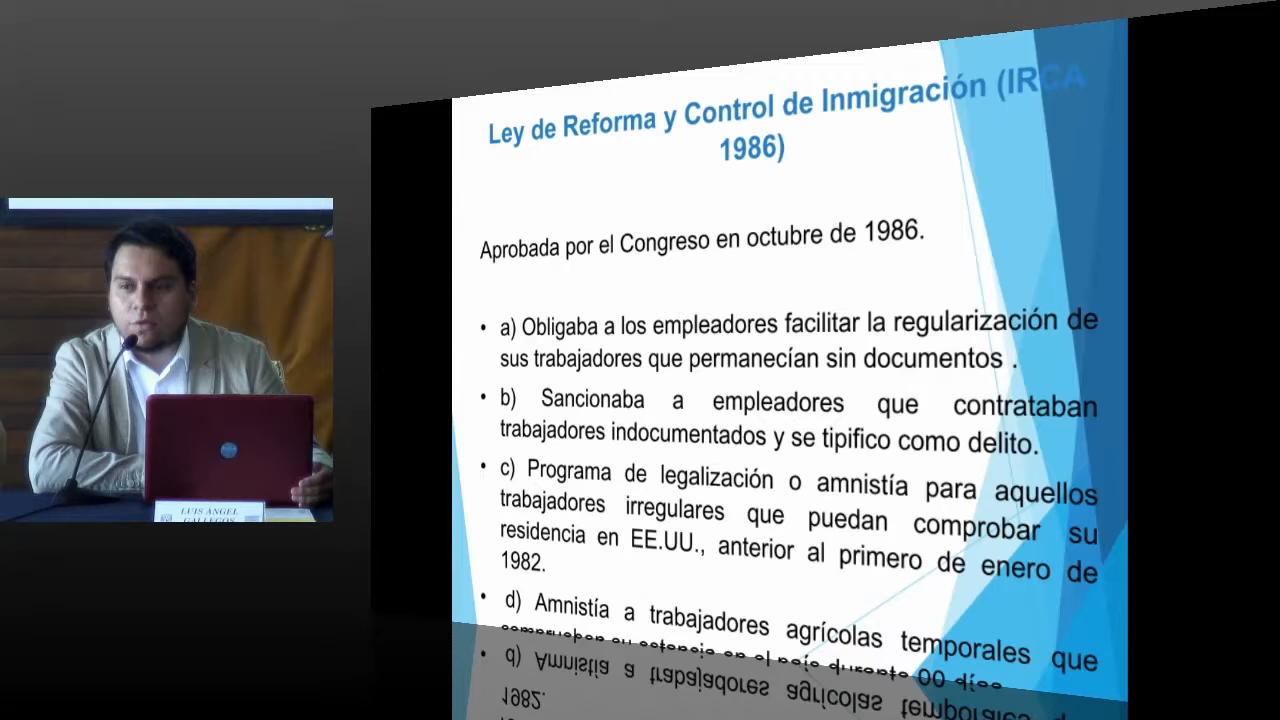 Ley de Reforma y Control de Inmigración (IRCA
1986)
Aprobada por el Congreso en octubre de 1986.
• a) Obligaba a los empleadores facilitar la regularización de
sus trabajadores que permanecían sin documentos .
• b) Sancionaba a empleadores que contrataban
trabajadores indocumentados y se tipifico como delito.
• c) Programa de legalización o amnistía para aquellos
trabajadores irregulares que puedan comprobar su
residencia en EE.UU., anterior al primero de enero de
1982.
• d) Amnistía a trabajadores agrícolas temporales que
LUIS ÁNGEL
GALLEGOS